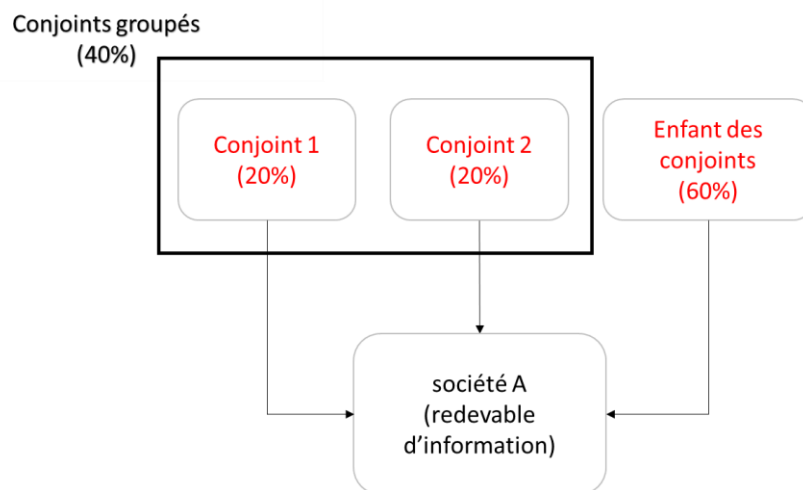 Conjoints groupés
(40%)
Conjoint 1
(20%)
Conjoint 2
(20%)
Enfant des
conjoints
(60%)
société A
(redevable
d'information)